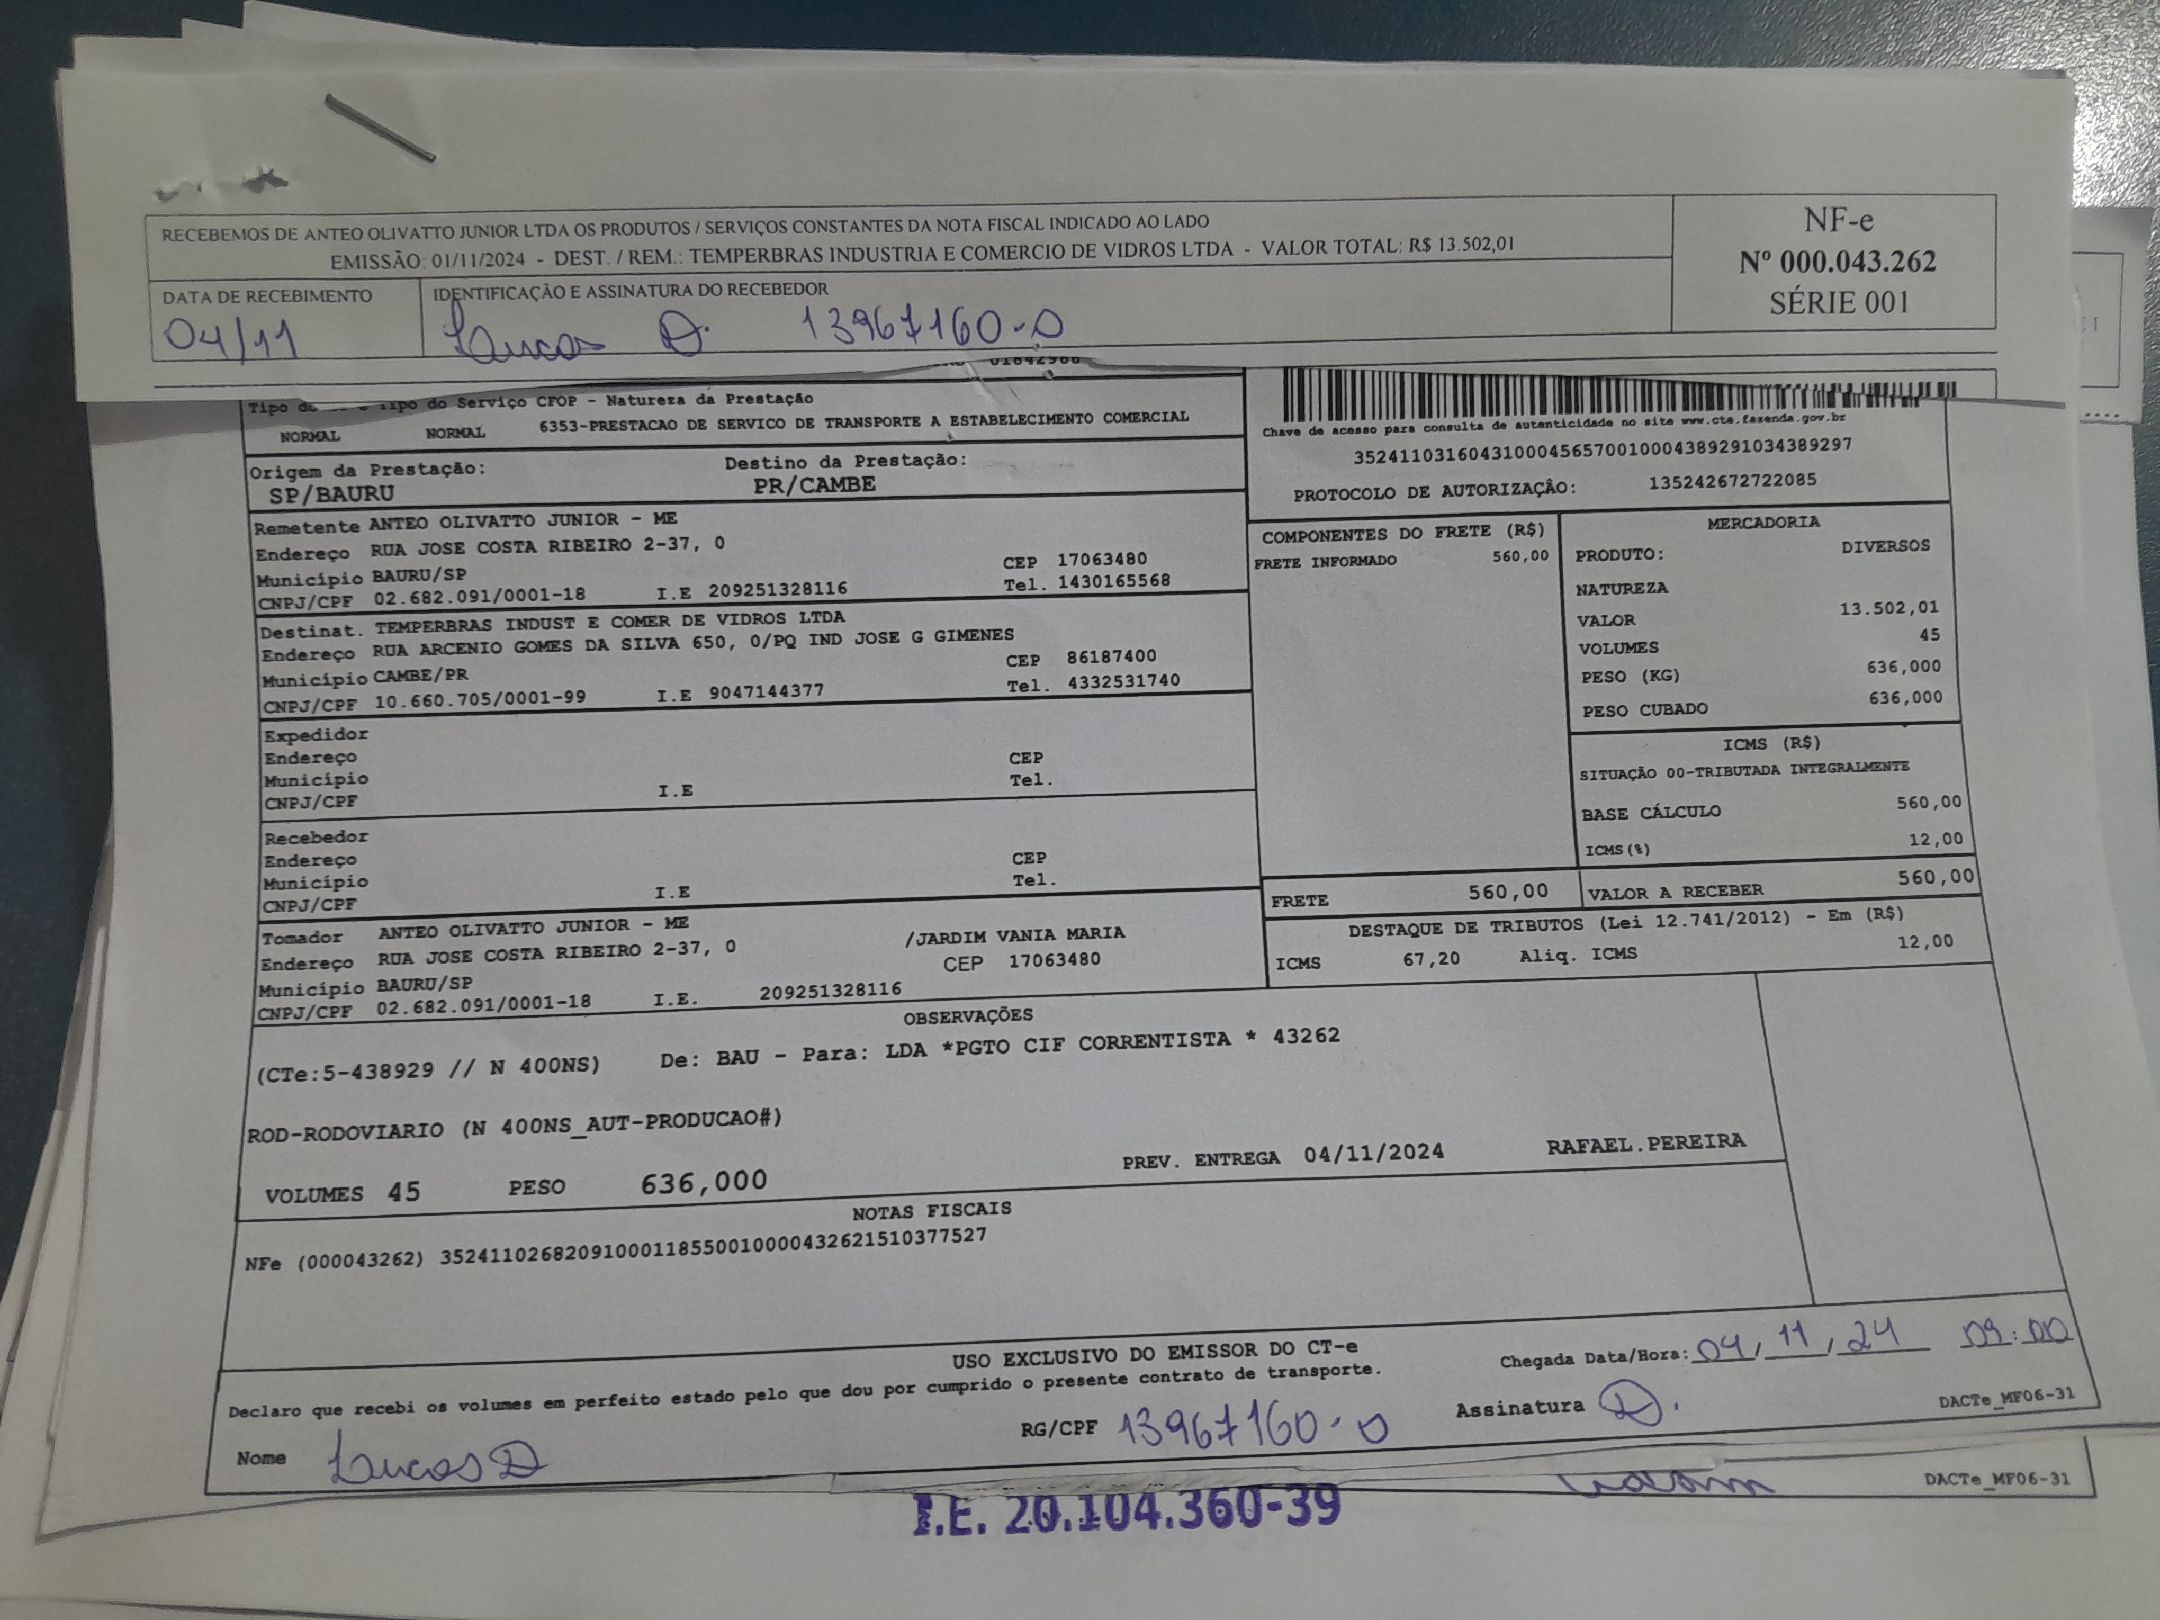 RECEBEMOS DE ANTEO OLIVATTO JUNIOR LTDA OS PRODUTOS / SERVIÇOS CONSTANTES DA NOTA FISCAL INDICADO AO LADO
EMISSÃO: 01/11/2024 - DEST. / REM.: TEMPERBRAS INDUSTRIA E COMERCIO DE VIDROS LTDA - VALOR TOTAL: R$ 13.502,01
DATA DE RECEBIMENTO
04/11
IDENTIFICAÇÃO E ASSINATURA DO RECEBEDOR
Lucas D. 13967160-0
NF-e
Nº 000.043.262
SÉRIE 001
Tipo do Serviço CFOP - Natureza da Prestação
NORMAL NORMAL 6353-PRESTACAO DE SERVICO DE TRANSPORTE A ESTABELECIMENTO COMERCIAL
Origem da Prestação: Destino da Prestação:
SP/BAURU PR/CAMBE
Chave de acesso para consulta de autenticidade no site www.cte.fazenda.gov.br
35241103160431000456570010004389291034389297
PROTOCOLO DE AUTORIZAÇÂO: 135242672722085
Remetente ANTEO OLIVATTO JUNIOR - ME
Endereço RUA JOSE COSTA RIBEIRO 2-37, 0
Município BAURU/SP CEP 17063480
CNPJ/CPF 02.682.091/0001-18 I.E 209251328116 Tel. 1430165568
Destinat. TEMPERBRAS INDUST E COMER DE VIDROS LTDA
Endereço RUA ARCENIO GOMES DA SILVA 650, 0/PQ IND JOSE G GIMENES
Município CAMBE/PR CEP 86187400
CNPJ/CPF 10.660.705/0001-99 I.E 9047144377 Tel. 4332531740
Expedidor
Endereço CEP
Município Tel.
CNPJ/CPF I.E
Recebedor
Endereço CEP
Município Tel.
CNPJ/CPF I.E
Tomador ANTEO OLIVATTO JUNIOR - ME
Endereço RUA JOSE COSTA RIBEIRO 2-37, 0 /JARDIM VANIA MARIA
Município BAURU/SP CEP 17063480
CNPJ/CPF 02.682.091/0001-18 I.E. 209251328116
COMPONENTES DO FRETE (R$)
FRETE INFORMADO 560,00
MERCADORIA
PRODUTO: DIVERSOS
NATUREZA
VALOR 13.502,01
VOLUMES 45
PESO (KG) 636,000
PESO CUBADO 636,000
ICMS (R$)
SITUAÇÃO 00-TRIBUTADA INTEGRALMENTE
BASE CÁLCULO 560,00
ICMS(%) 12,00
FRETE 560,00 VALOR A RECEBER 560,00
DESTAQUE DE TRIBUTOS (Lei 12.741/2012) - Em (R$)
ICMS 67,20 Aliq. ICMS 12,00
OBSERVAÇÕES
(CTe:5-438929 // N 400NS) De: BAU - Para: LDA *PGTO CIF CORRENTISTA * 43262
ROD-RODOVIARIO (N 400NS_AUT-PRODUCAO#)
VOLUMES 45 PESO 636,000 PREV. ENTREGA 04/11/2024 RAFAEL.PEREIRA
NOTAS FISCAIS
NFe (000043262) 35241102682091000118550010000432621510377527
USO EXCLUSIVO DO EMISSOR DO CT-e
Declaro que recebi os volumes em perfeito estado pelo que dou por cumprido o presente contrato de transporte.
Chegada Data/Hora: 04/11/24 09:00
Nome Lucas D RG/CPF 13967160-0 Assinatura D.
DACTe_MF06-31
DACTe_MF06-31
I.E. 20.104.360-39